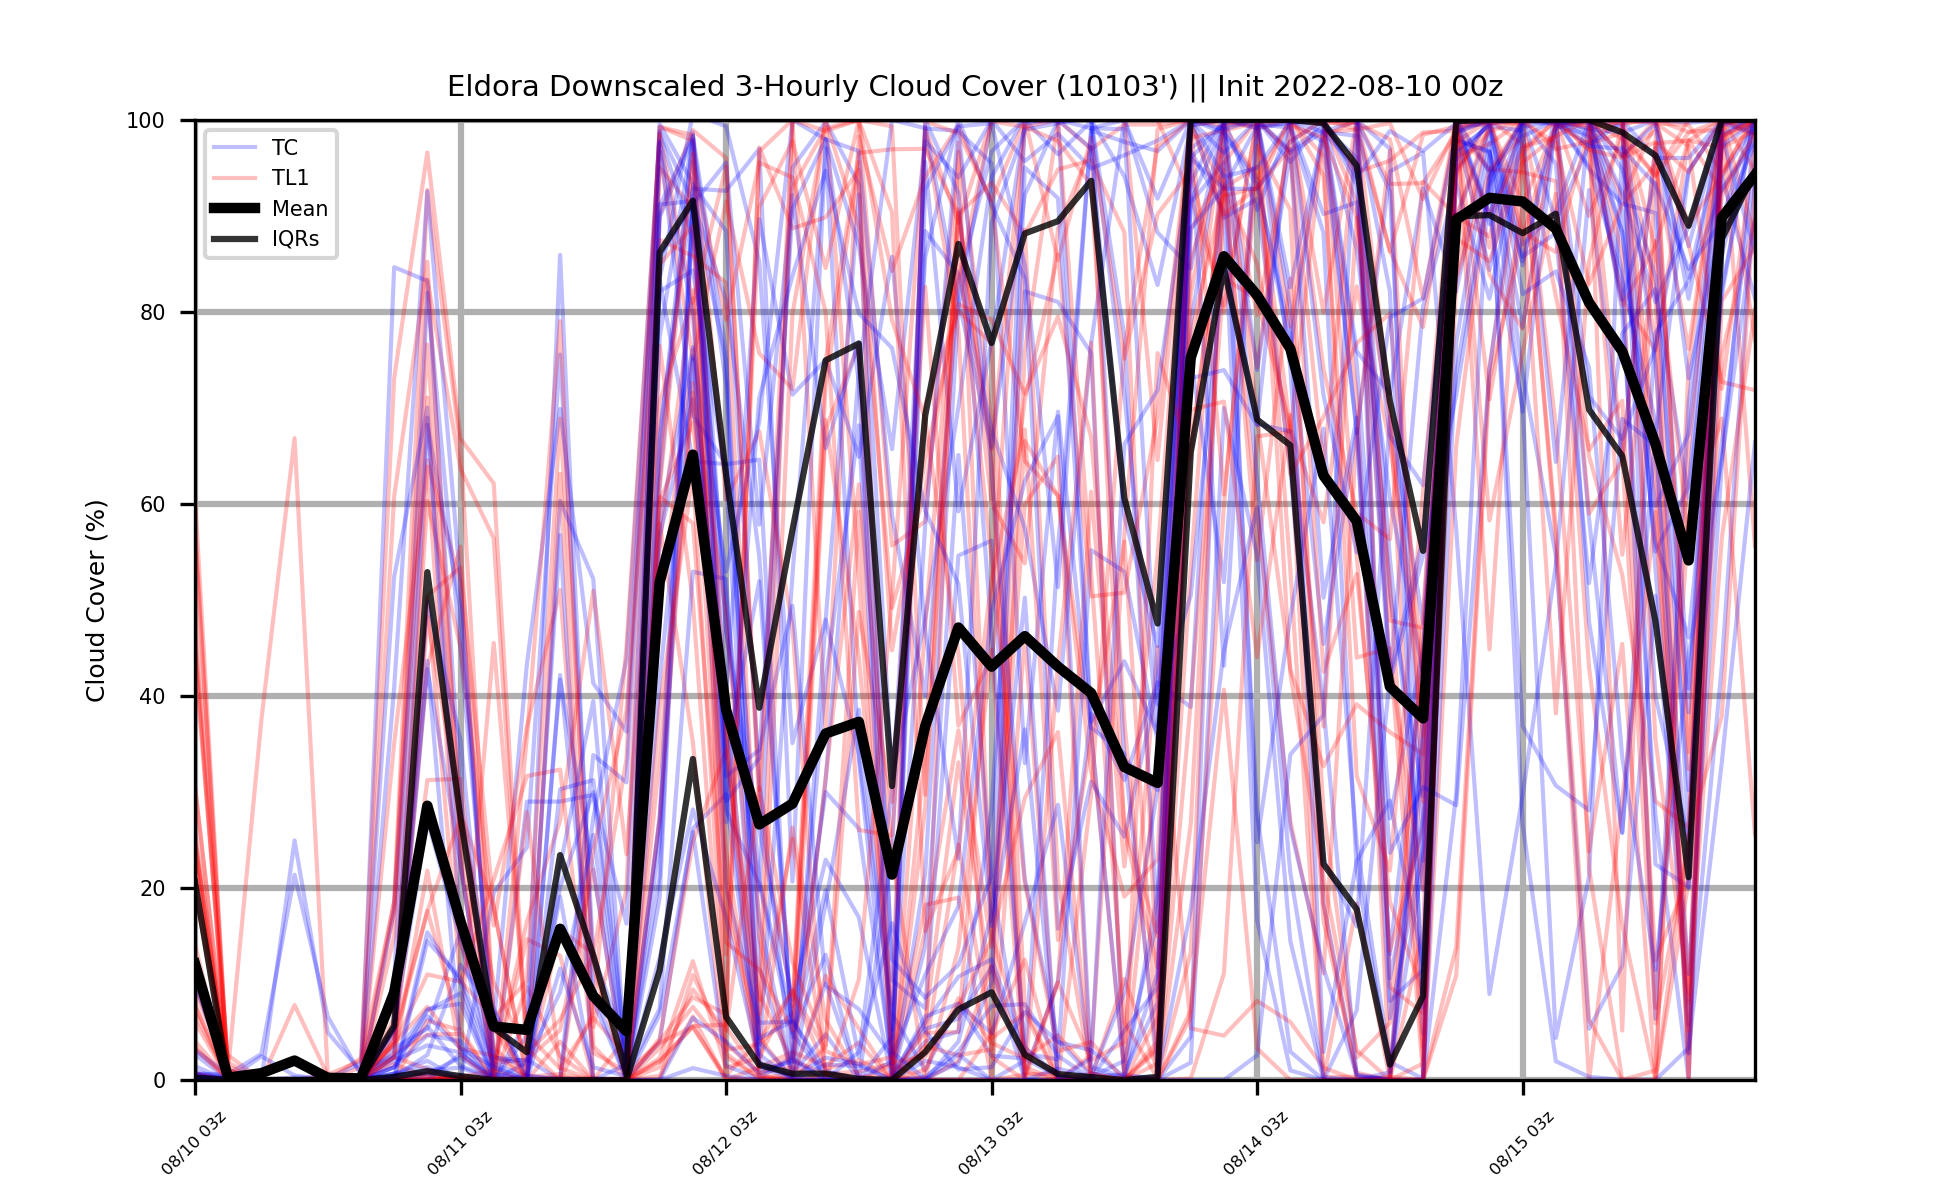 Eldora Downscaled 3-Hourly Cloud Cover (10103') || Init 2022-08-10 00z
100
80
60
40
20
0
Cloud Cover (%)
TC
TL1
Mean
IQRs
08/10 03z
08/11 03z
08/12 03z
08/13 03z
08/14 03z
08/15 03z